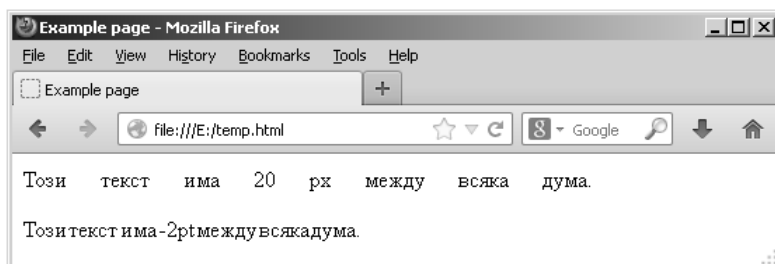 Example page - Mozilla Firefox
File Edit View History Bookmarks Tools Help
Example page +
file:///E:/temp.html 8 Google
Този текст има 20 px между всяка дума.
Този текст има -2pt между всяка дума.